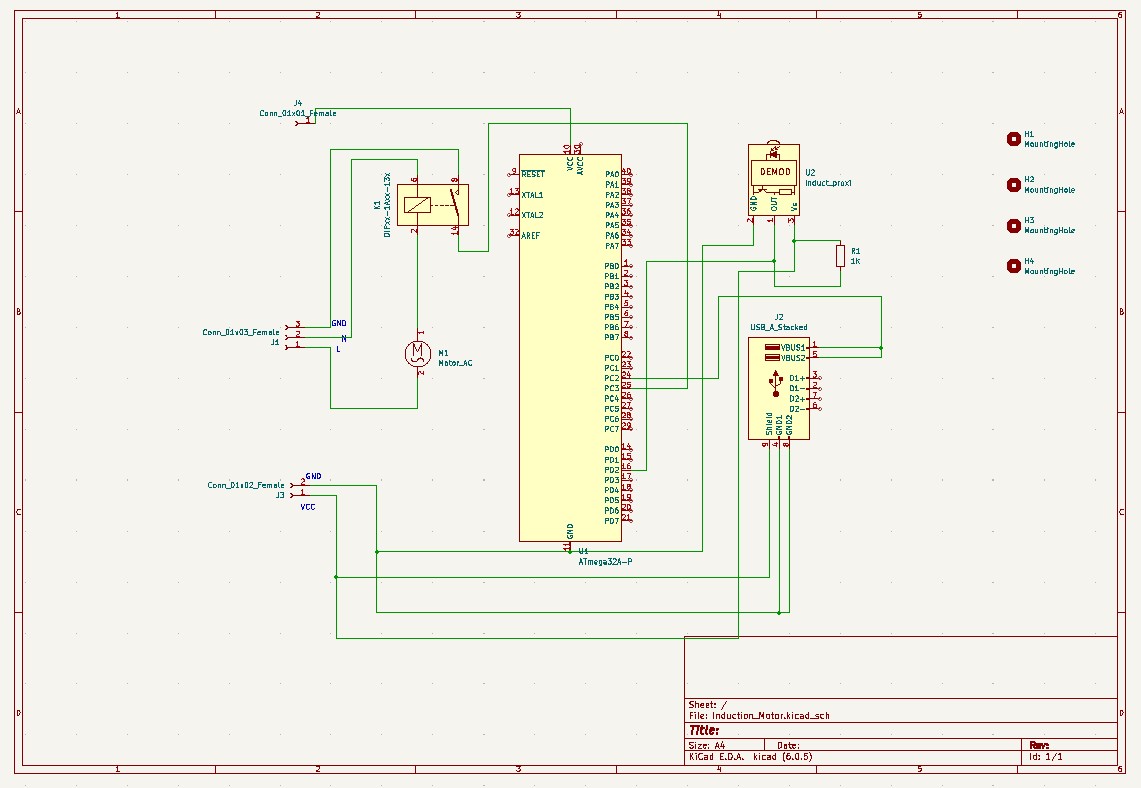 1 2 3 4 5 6
A A
B B
C C
D D
1 2 3 4 5 6
J4
Conn_01x01_Female
1
K1
DIPxx-1Axx-13x
6 8
2 14
Conn_01x03_Female
J1
3 GND
2 N
1 L
1
M
M1
Motor_AC
2
Conn_01x02_Female
J3
2 GND
1
VCC
10 VCC
30 AVCC
9 RESET
13 XTAL1
12 XTAL2
32 AREF
PA0 40
PA1 39
PA2 38
PA3 37
PA4 36
PA5 35
PA6 34
PA7 33
PB0 1
PB1 2
PB2 3
PB3 4
PB4 5
PB5 6
PB6 7
PB7 8
PC0 22
PC1 23
PC2 24
PC3 25
PC4 26
PC5 27
PC6 28
PC7 29
PD0 14
PD1 15
PD2 16
PD3 17
PD4 18
PD5 19
PD6 20
PD7 21
GND
11
U1
ATmega32A-P
DEMOD
U2
Induct_prox1
GND OUT Vs
2 1 3
R1
1K
J2
USB_A_Stacked
VBUS1 1
VBUS2 5
D1+ 3
D1- 2
D2+ 7
D2- 6
Shield GND1 GND2
9 4 8
H1
MountingHole
H2
MountingHole
H3
MountingHole
H4
MountingHole
Sheet: /
File: Induction_Motor.kicad_sch
Title:
Size: A4 Date: Rev:
KiCad E.D.A. kicad (6.0.5) Id: 1/1